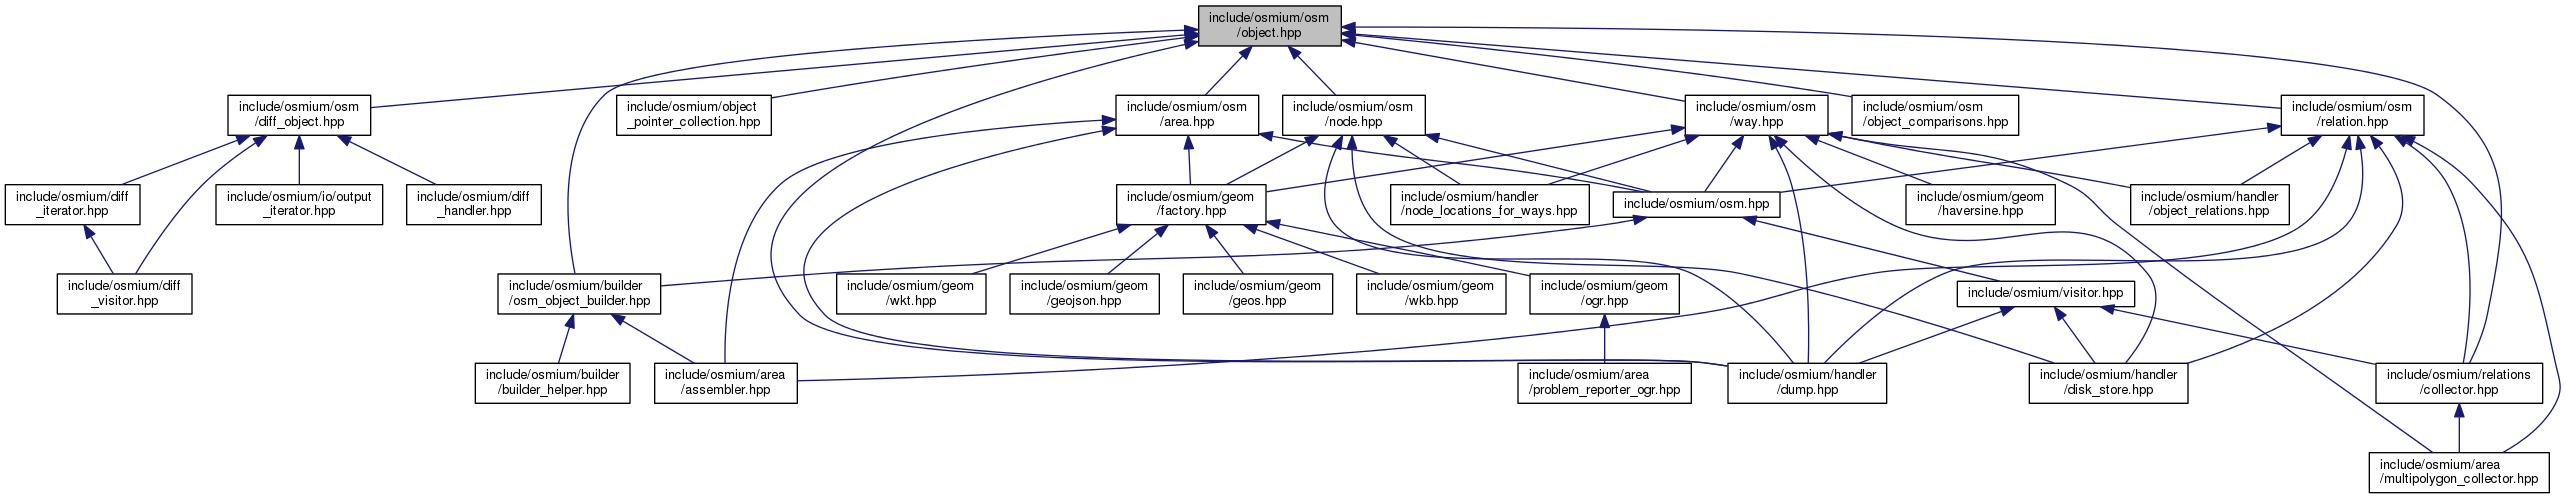 include/osmium/osm
/object.hpp
include/osmium/osm
/diff_object.hpp
include/osmium/object
_pointer_collection.hpp
include/osmium/osm
/area.hpp
include/osmium/osm
/node.hpp
include/osmium/osm
/way.hpp
include/osmium/osm
/object_comparisons.hpp
include/osmium/osm
/relation.hpp
include/osmium/diff
_iterator.hpp
include/osmium/io/output
_iterator.hpp
include/osmium/diff
_handler.hpp
include/osmium/geom
/factory.hpp
include/osmium/handler
/node_locations_for_ways.hpp
include/osmium/osm.hpp
include/osmium/geom
/haversine.hpp
include/osmium/handler
/object_relations.hpp
include/osmium/diff
_visitor.hpp
include/osmium/builder
/osm_object_builder.hpp
include/osmium/geom
/wkt.hpp
include/osmium/geom
/geojson.hpp
include/osmium/geom
/geos.hpp
include/osmium/geom
/wkb.hpp
include/osmium/geom
/ogr.hpp
include/osmium/visitor.hpp
include/osmium/builder
/builder_helper.hpp
include/osmium/area
/assembler.hpp
include/osmium/area
/problem_reporter_ogr.hpp
include/osmium/handler
/dump.hpp
include/osmium/handler
/disk_store.hpp
include/osmium/relations
/collector.hpp
include/osmium/area
/multipolygon_collector.hpp